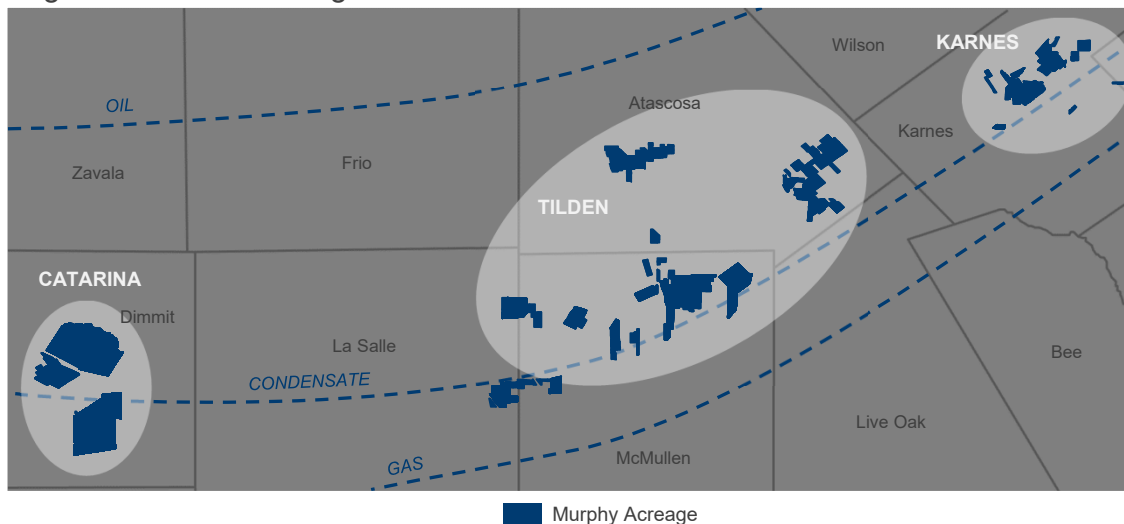 Wilson
KARNES
OIL
Atascosa
Karnes
Zavala
Frio
TILDEN
CATARINA
Dimmit
La Salle
Bee
CONDENSATE
Live Oak
GAS
McMullen
Murphy Acreage